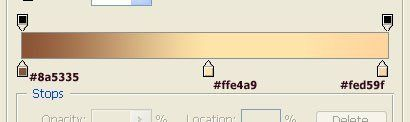 #8a5335
#ffe4a9
#fed59f
Stops
Opacity: %
Location: %
Delete